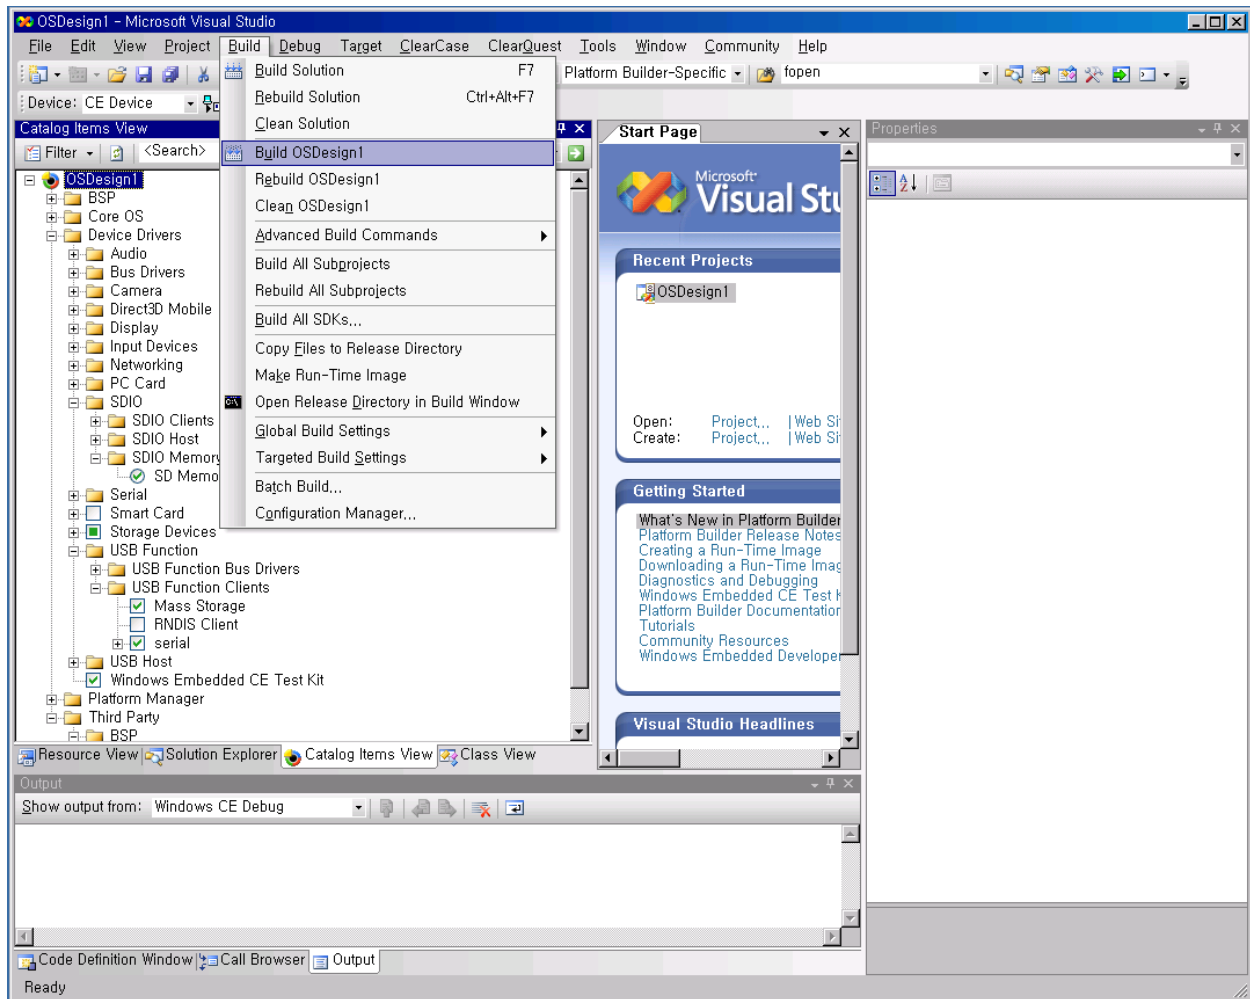 OSDesign1 - Microsoft Visual Studio
File Edit View Project Build Debug Target ClearCase ClearQuest Tools Window Community Help
Platform Builder-Specific fopen
Device: CE Device
Build Solution F7
Rebuild Solution Ctrl+Alt+F7
Clean Solution
Build OSDesign1
Rebuild OSDesign1
Clean OSDesign1
Advanced Build Commands
Build All Subprojects
Rebuild All Subprojects
Build All SDKs...
Copy Files to Release Directory
Make Run-Time Image
Open Release Directory in Build Window
Global Build Settings
Targeted Build Settings
Batch Build...
Configuration Manager...
Catalog Items View
Filter <Search>
OSDesign1
BSP
Core OS
Device Drivers
Audio
Bus Drivers
Camera
Direct3D Mobile
Display
Input Devices
Networking
PC Card
SDIO
SDIO Clients
SDIO Host
SDIO Memory
SD Memo
Serial
Smart Card
Storage Devices
USB Function
USB Function Bus Drivers
USB Function Clients
Mass Storage
RNDIS Client
serial
USB Host
Windows Embedded CE Test Kit
Platform Manager
Third Party
BSP
Resource View Solution Explorer Catalog Items View Class View
Start Page
Microsoft
Visual Stu
Recent Projects
OSDesign1
Open: Project... | Web Si
Create: Project... | Web Si
Getting Started
What's New in Platform Builder
Platform Builder Release Notes
Creating a Run-Time Image
Downloading a Run-Time Imag
Diagnostics and Debugging
Windows Embedded CE Test K
Platform Builder Documentation
Tutorials
Community Resources
Windows Embedded Developer
Visual Studio Headlines
Properties
Output
Show output from: Windows CE Debug
Code Definition Window Call Browser Output
Ready